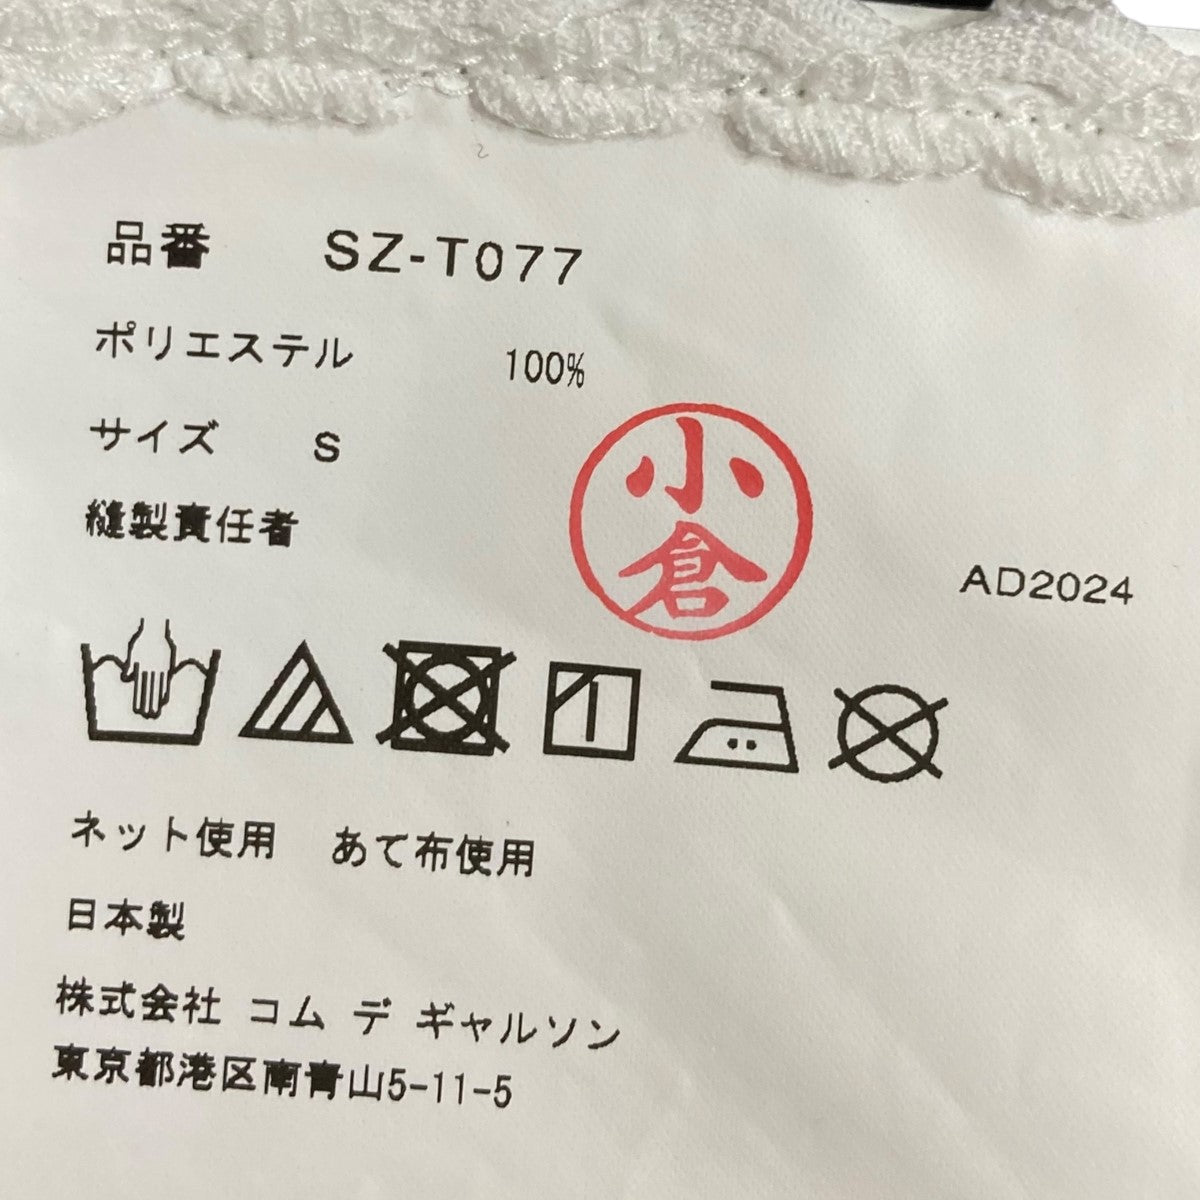 品番 SZ-T077
ポリエステル 100%
サイズ S
縫製責任者
小倉
AD2024
ネット使用 あて布使用
日本製
株式会社 コム デ ギャルソン
東京都港区南青山5-11-5